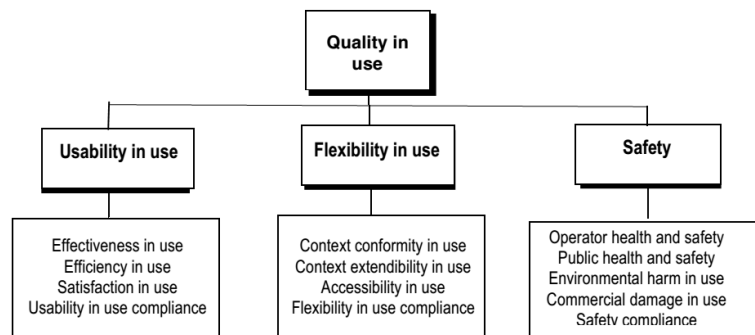 Quality in
use
Usability in use
Flexibility in use
Safety
Effectiveness in use
Efficiency in use
Satisfaction in use
Usability in use compliance
Context conformity in use
Context extendibility in use
Accessibility in use
Flexibility in use compliance
Operator health and safety
Public health and safety
Environmental harm in use
Commercial damage in use
Safety compliance